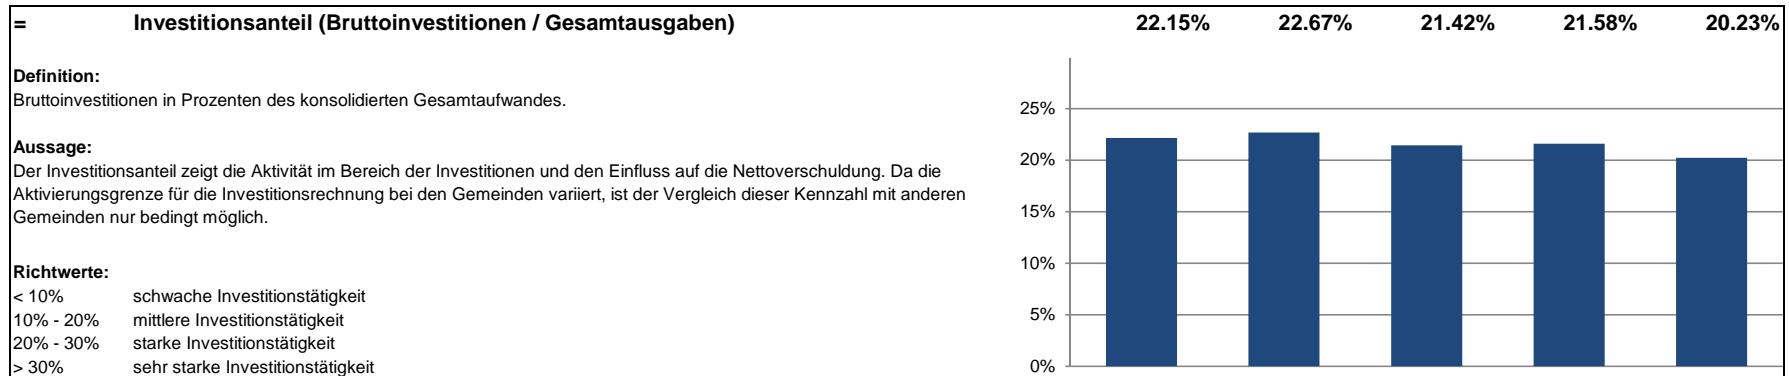 = Investitionsanteil (Bruttoinvestitionen / Gesamtausgaben) 22.15% 22.67% 21.42% 21.58% 20.23%
Definition:
Bruttoinvestitionen in Prozenten des konsolidierten Gesamtaufwandes.
Aussage:
Der Investitionsanteil zeigt die Aktivität im Bereich der Investitionen und den Einfluss auf die Nettoverschuldung. Da die
Aktivierungsgrenze für die Investitionsrechnung bei den Gemeinden variiert, ist der Vergleich dieser Kennzahl mit anderen
Gemeinden nur bedingt möglich.
Richtwerte:
< 10% schwache Investitionstätigkeit
10% - 20% mittlere Investitionstätigkeit
20% - 30% starke Investitionstätigkeit
> 30% sehr starke Investitionstätigkeit
25%
20%
15%
10%
5%
0%